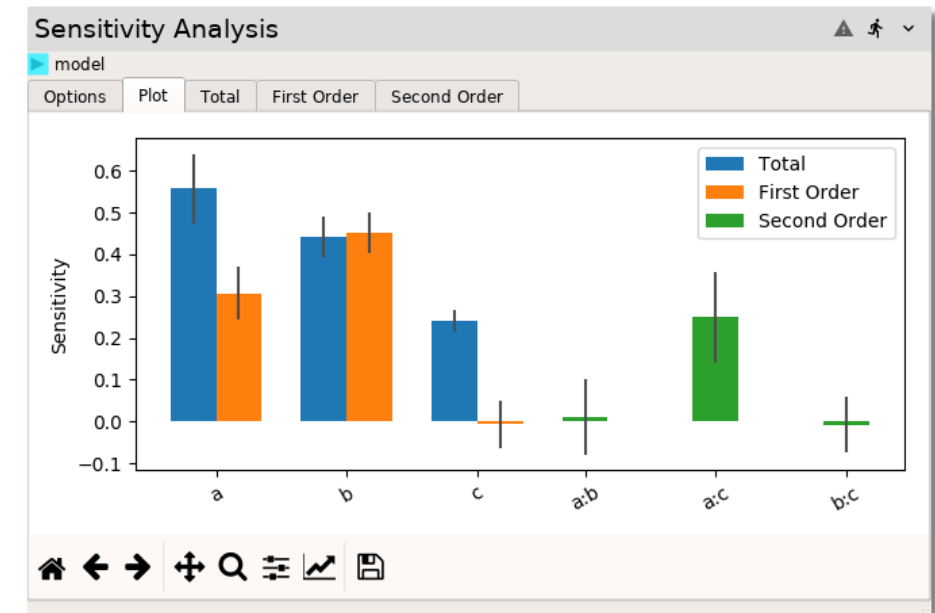 Sensitivity Analysis
model
Options Plot Total First Order Second Order
Total
First Order
Second Order
0.6
0.5
0.4
0.3
0.2
0.1
0.0
−0.1
Sensitivity
a b c a:b a:c b:c